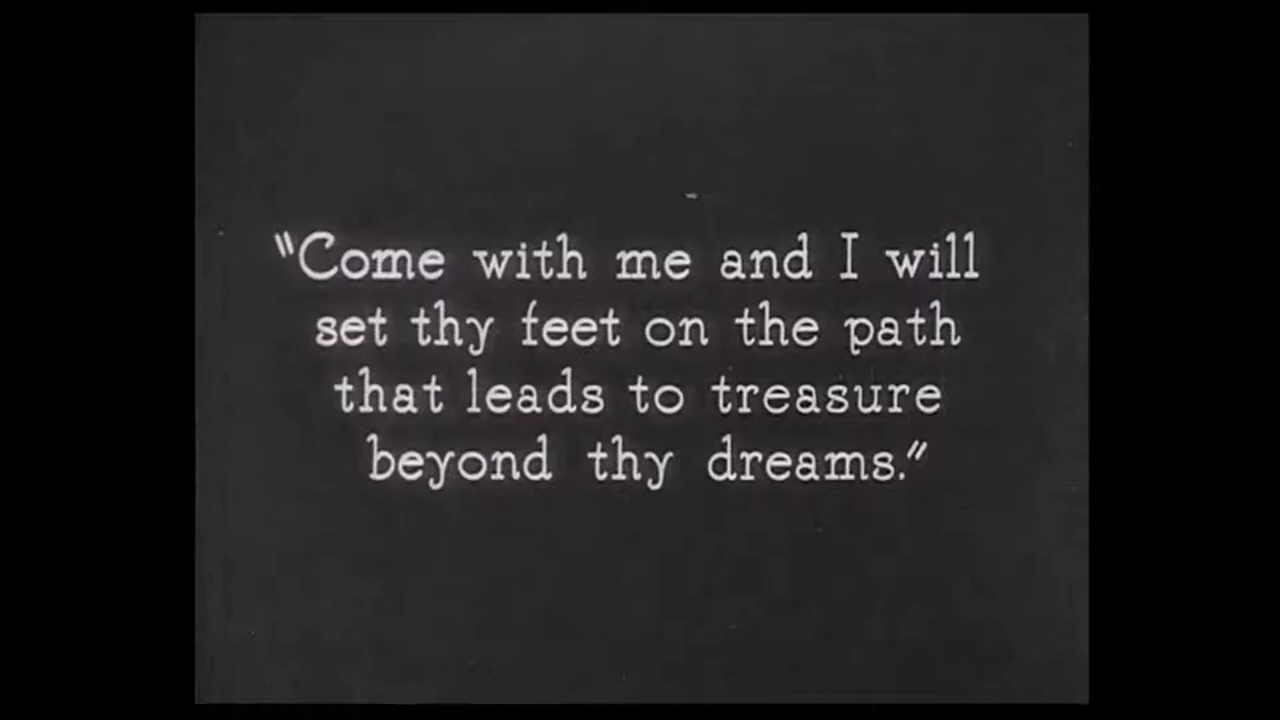 "Come with me and I will
set thy feet on the path
that leads to treasure
beyond thy dreams."